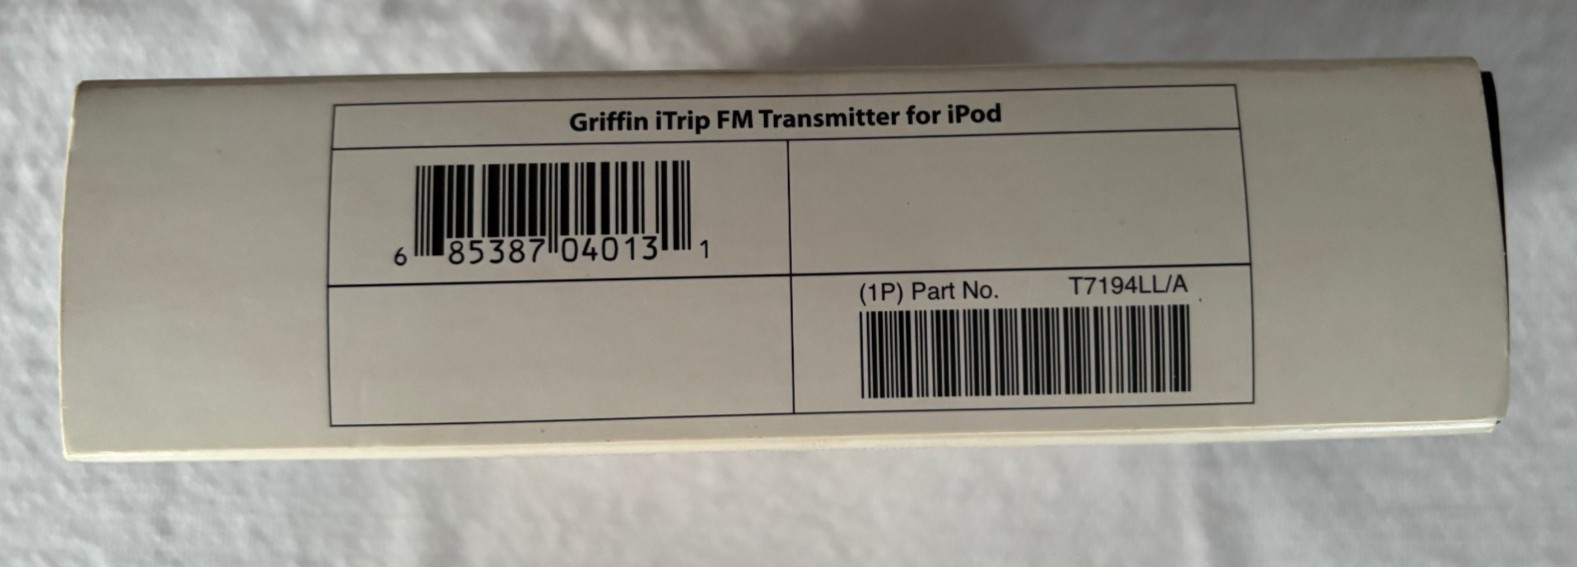 Griffin iTrip FM Transmitter for iPod
6 85387 04013 1
(1P) Part No. T7194LL/A